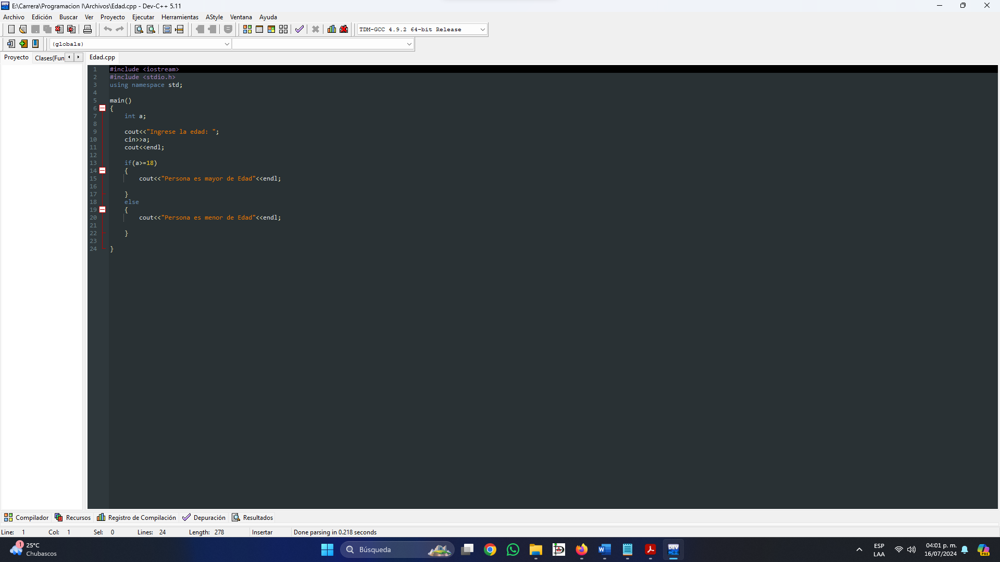 E:\Carrera\Programacion I\Archivos\Edad.cpp - Dev-C++ 5.11
Archivo Edición Buscar Ver Proyecto Ejecutar Herramientas AStyle Ventana Ayuda
TDM-GCC 4.9.2 64-bit Release
(globals)
Proyecto Clases(Fun Edad.cpp
1 #include <iostream>
2 #include <stdio.h>
3 using namespace std;
4
5 main()
6 {
7 int a;
8
9 cout<<"Ingrese la edad: ";
10 cin>>a;
11 cout<<endl;
12
13 if(a>=18)
14 {
15 cout<<"Persona es mayor de Edad"<<endl;
16
17 }
18 else
19 {
20 cout<<"Persona es menor de Edad"<<endl;
21
22 }
23
24 }
Compilador Recursos Registro de Compilación Depuración Resultados
Line: 1 Col: 1 Sel: 0 Lines: 24 Length: 278 Insertar Done parsing in 0.218 seconds
1
25°C
Chubascos
Búsqueda
DEV
ESP
LAA
04:01 p. m.
16/07/2024
PRE